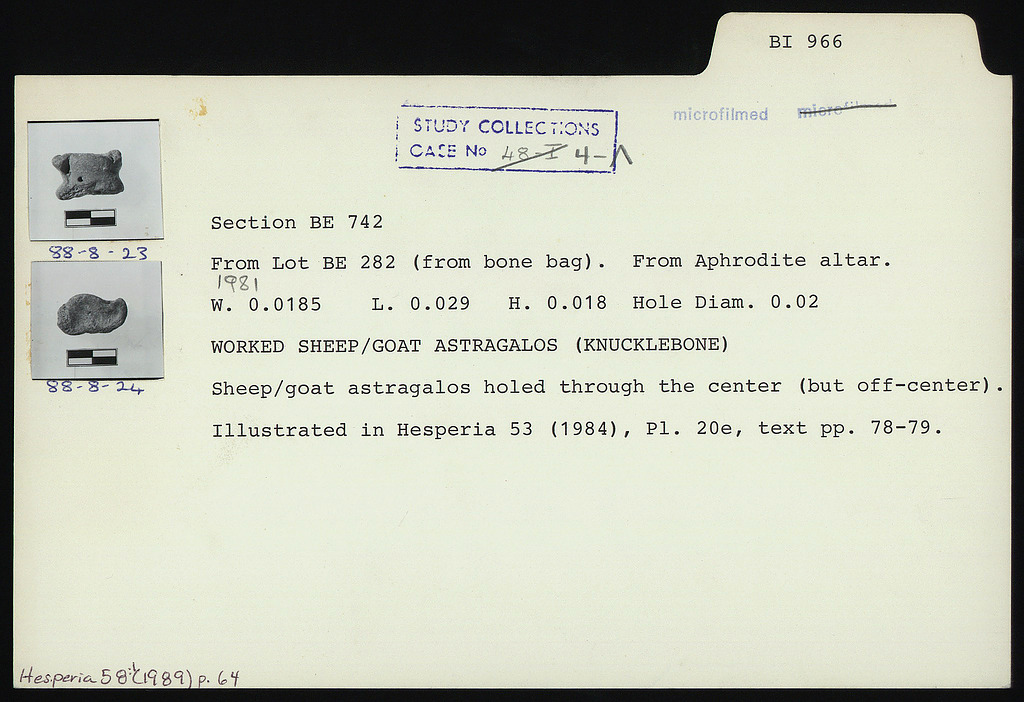 BI 966
microfilmed microfilmed
STUDY COLLECTIONS
CASE No 48-I 4-Λ
88-8-23
88-8-24
Section BE 742
From Lot BE 282 (from bone bag). From Aphrodite altar.
1981
W. 0.0185 L. 0.029 H. 0.018 Hole Diam. 0.02
WORKED SHEEP/GOAT ASTRAGALOS (KNUCKLEBONE)
Sheep/goat astragalos holed through the center (but off-center).
Illustrated in Hesperia 53 (1984), Pl. 20e, text pp. 78-79.
Hesperia 58:1 (1989) p. 64